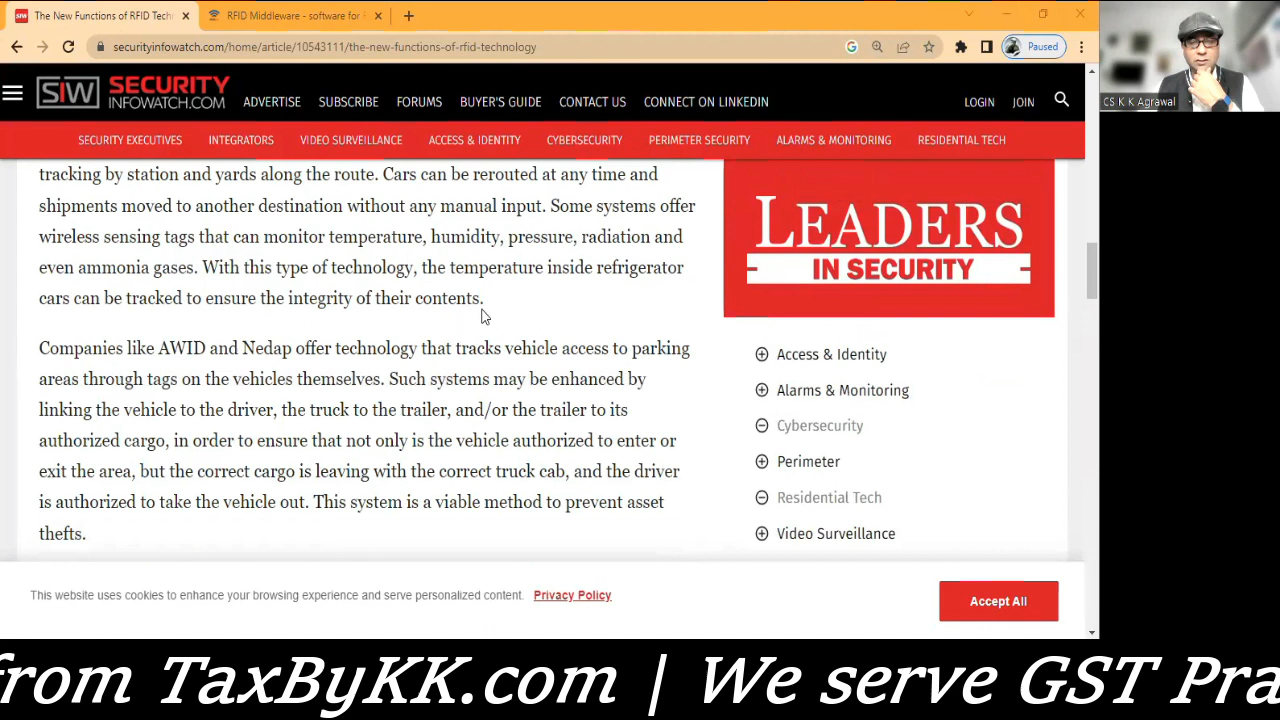 The New Functions of RFID Techn
RFID Middleware - software for
securityinfowatch.com/home/article/10543111/the-new-functions-of-rfid-technology
Paused
CS K K Agrawal
SIW SECURITY
INFOWATCH.COM
ADVERTISE SUBSCRIBE FORUMS BUYER'S GUIDE CONTACT US CONNECT ON LINKEDIN
LOGIN JOIN
SECURITY EXECUTIVES INTEGRATORS VIDEO SURVEILLANCE ACCESS & IDENTITY CYBERSECURITY PERIMETER SECURITY ALARMS & MONITORING RESIDENTIAL TECH
tracking by station and yards along the route. Cars can be rerouted at any time and
shipments moved to another destination without any manual input. Some systems offer
wireless sensing tags that can monitor temperature, humidity, pressure, radiation and
even ammonia gases. With this type of technology, the temperature inside refrigerator
cars can be tracked to ensure the integrity of their contents.
Companies like AWID and Nedap offer technology that tracks vehicle access to parking
areas through tags on the vehicles themselves. Such systems may be enhanced by
linking the vehicle to the driver, the truck to the trailer, and/or the trailer to its
authorized cargo, in order to ensure that not only is the vehicle authorized to enter or
exit the area, but the correct cargo is leaving with the correct truck cab, and the driver
is authorized to take the vehicle out. This system is a viable method to prevent asset
thefts.
LEADERS
IN SECURITY
Access & Identity
Alarms & Monitoring
Cybersecurity
Perimeter
Residential Tech
Video Surveillance
This website uses cookies to enhance your browsing experience and serve personalized content. Privacy Policy
Accept All
from TaxByKK.com | We serve GST Pra